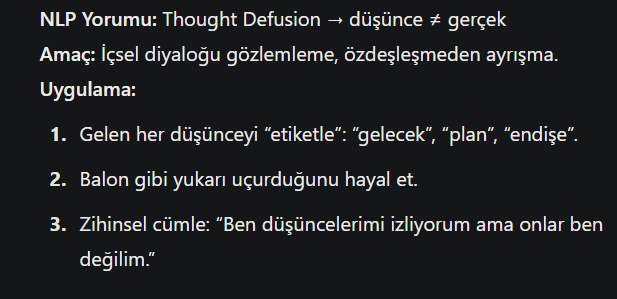 NLP Yorumu: Thought Defusion → düşünce ≠ gerçek
Amaç: İçsel diyaloğu gözlemleme, özdeşleşmeden ayrışma.
Uygulama:
1. Gelen her düşünceyi “etiketle”: “gelecek”, “plan”, “endişe”.
2. Balon gibi yukarı uçurduğunu hayal et.
3. Zihinsel cümle: “Ben düşüncelerimi izliyorum ama onlar ben
değilim.”